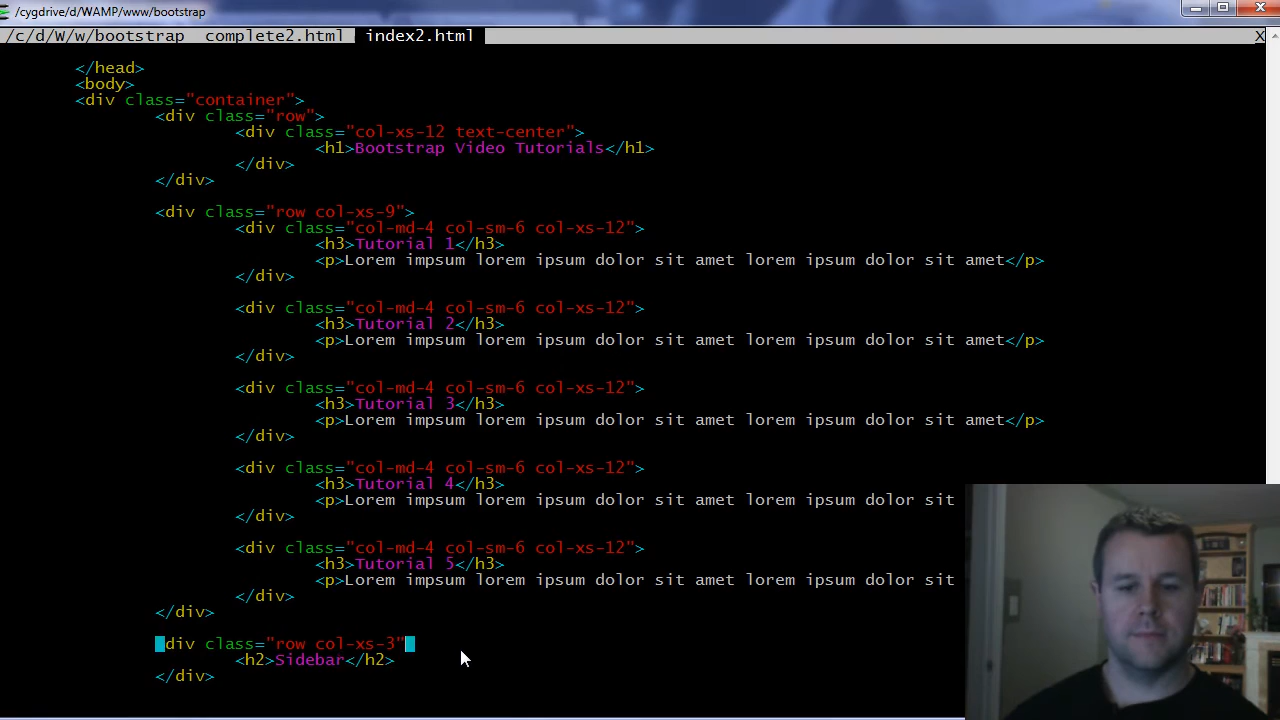 /cygdrive/d/WAMP/www/bootstrap
/c/d/W/w/bootstrap complete2.html index2.html X
</head>
<body>
<div class="container">
<div class="row">
<div class="col-xs-12 text-center">
<h1>Bootstrap Video Tutorials</h1>
</div>
</div>
<div class="row col-xs-9">
<div class="col-md-4 col-sm-6 col-xs-12">
<h3>Tutorial 1</h3>
<p>Lorem impsum lorem ipsum dolor sit amet lorem ipsum dolor sit amet</p>
</div>
<div class="col-md-4 col-sm-6 col-xs-12">
<h3>Tutorial 2</h3>
<p>Lorem impsum lorem ipsum dolor sit amet lorem ipsum dolor sit amet</p>
</div>
<div class="col-md-4 col-sm-6 col-xs-12">
<h3>Tutorial 3</h3>
<p>Lorem impsum lorem ipsum dolor sit amet lorem ipsum dolor sit amet</p>
</div>
<div class="col-md-4 col-sm-6 col-xs-12">
<h3>Tutorial 4</h3>
<p>Lorem impsum lorem ipsum dolor sit amet lorem ipsum dolor sit
</div>
<div class="col-md-4 col-sm-6 col-xs-12">
<h3>Tutorial 5</h3>
<p>Lorem impsum lorem ipsum dolor sit amet lorem ipsum dolor sit
</div>
</div>
div class="row col-xs-3"
<h2>Sidebar</h2>
</div>